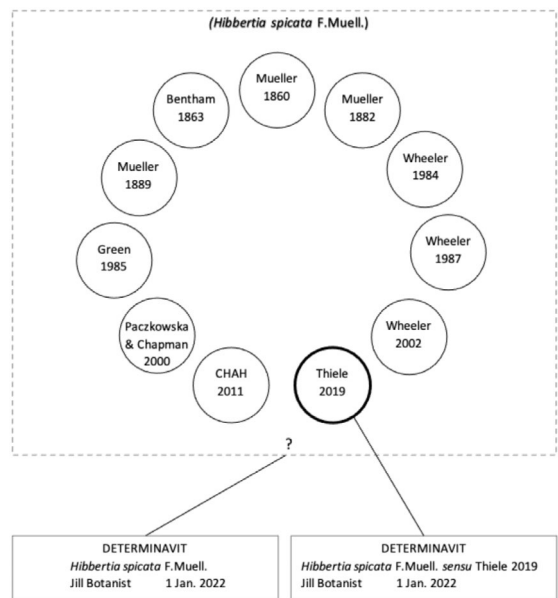 (Hibbertia spicata F.Muell.)
Mueller
1860
Bentham
1863
Mueller
1882
Mueller
1889
Wheeler
1984
Green
1985
Wheeler
1987
Paczkowska
& Chapman
2000
Wheeler
2002
CHAH
2011
Thiele
2019
?
DETERMINAVIT
Hibbertia spicata F.Muell.
Jill Botanist 1 Jan. 2022
DETERMINAVIT
Hibbertia spicata F.Muell. sensu Thiele 2019
Jill Botanist 1 Jan. 2022